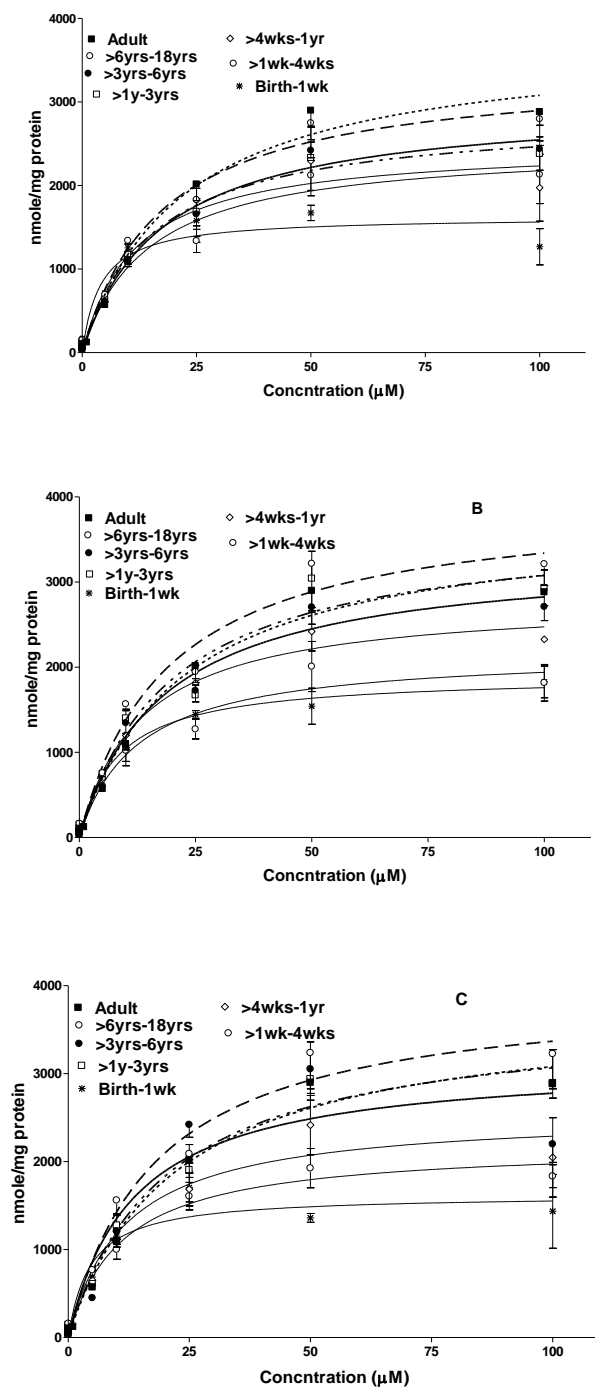 4000
Adult
>6yrs-18yrs
>3yrs-6yrs
>1y-3yrs
>4wks-1yr
>1wk-4wks
Birth-1wk
3000
2000
1000
0
nmole/mg protein
0 25 50 75 100
Concntration (μM)
B
4000
Adult
>6yrs-18yrs
>3yrs-6yrs
>1y-3yrs
Birth-1wk
>4wks-1yr
>1wk-4wks
3000
2000
1000
0
nmole/mg protein
0 25 50 75 100
Concntration (μM)
C
4000
Adult
>6yrs-18yrs
>3yrs-6yrs
>1y-3yrs
Birth-1wk
>4wks-1yr
>1wk-4wks
3000
2000
1000
0
nmole/mg protein
0 25 50 75 100
Concntration (μM)